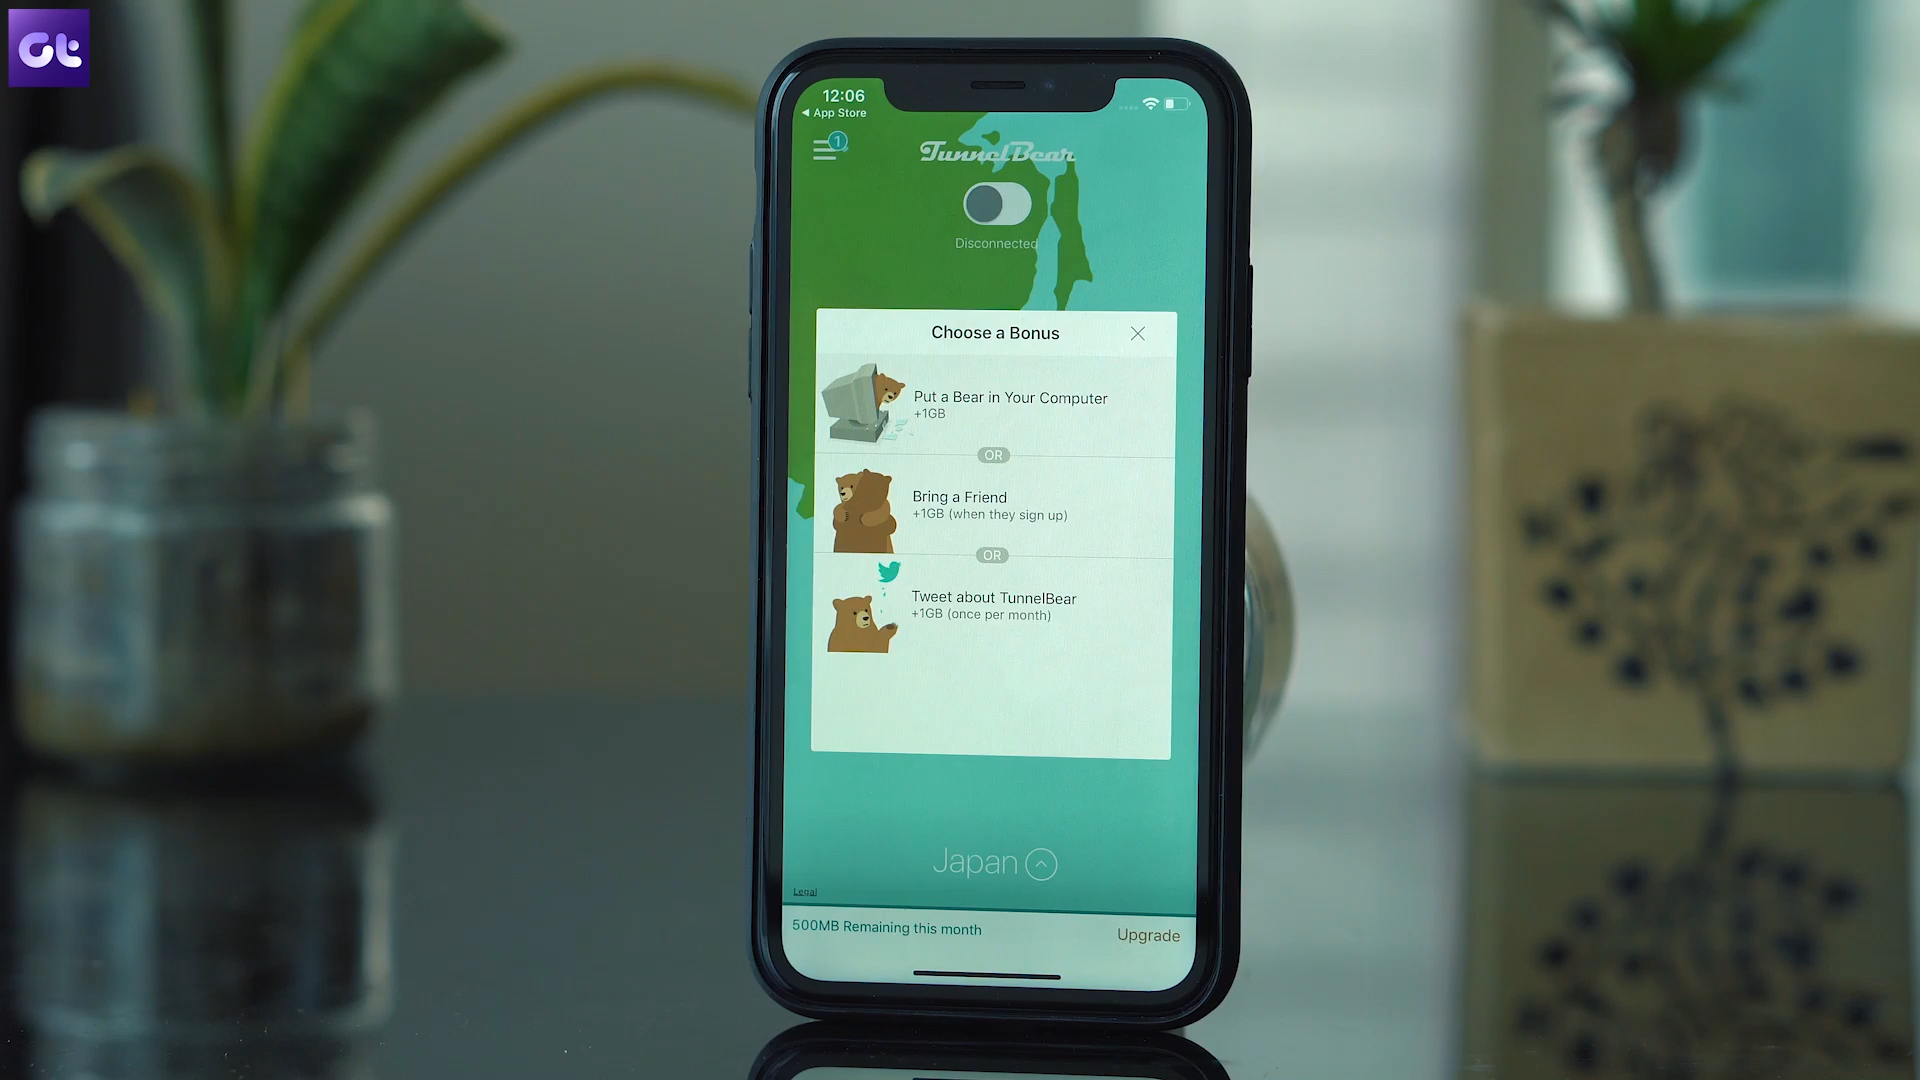 Gt
12:06
App Store
1
TunnelBear
Disconnected
Choose a Bonus
Put a Bear in Your Computer
+1GB
OR
Bring a Friend
+1GB (when they sign up)
OR
Tweet about TunnelBear
+1GB (once per month)
Japan
Legal
500MB Remaining this month
Upgrade